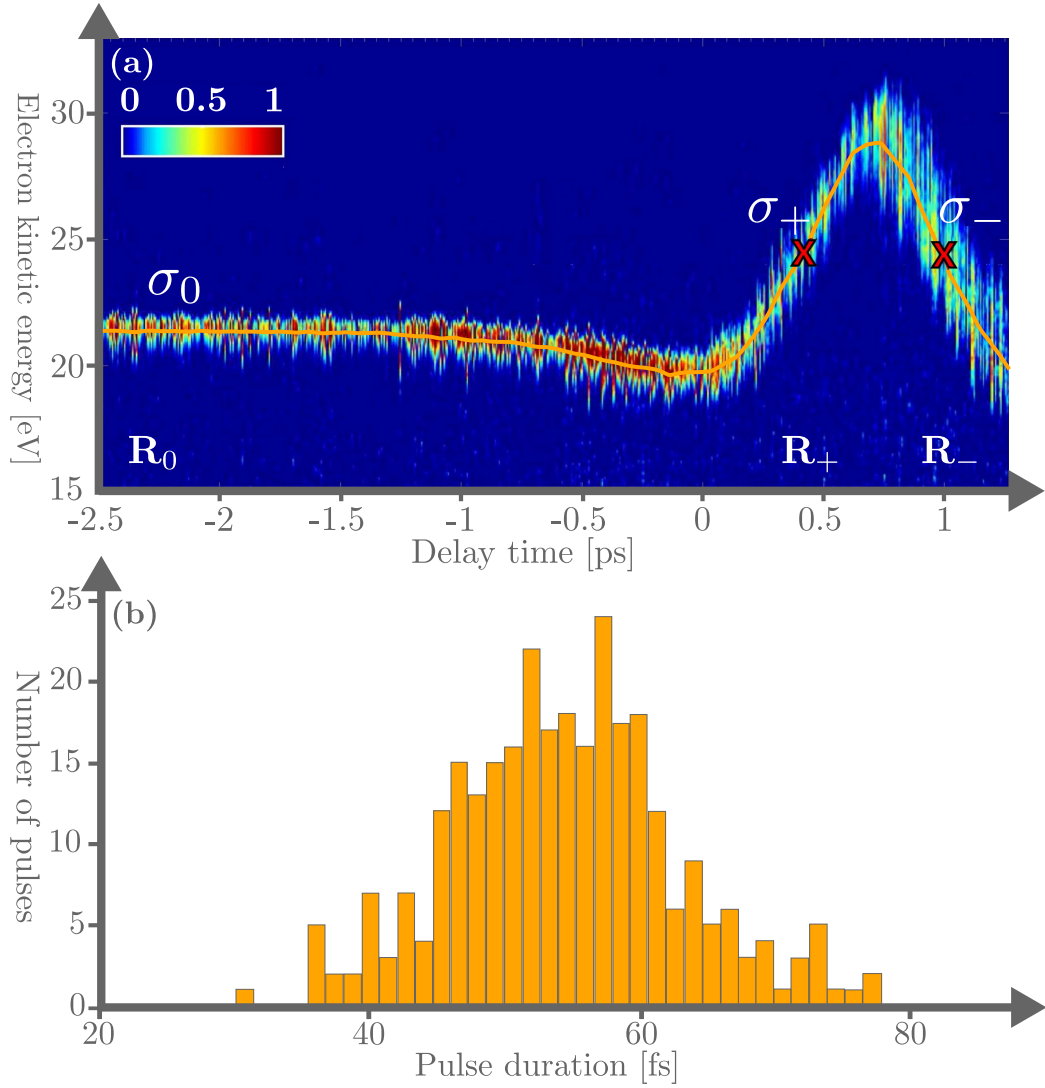 (a)
0 0.5 1
Electron kinetic energy [eV]
30
25
20
15
σ0
σ+
σ−
R0
R+
R−
-2.5 -2 -1.5 -1 -0.5 0 0.5 1
Delay time [ps]
(b)
Number of pulses
25
20
15
10
5
0
20 40 60 80
Pulse duration [fs]